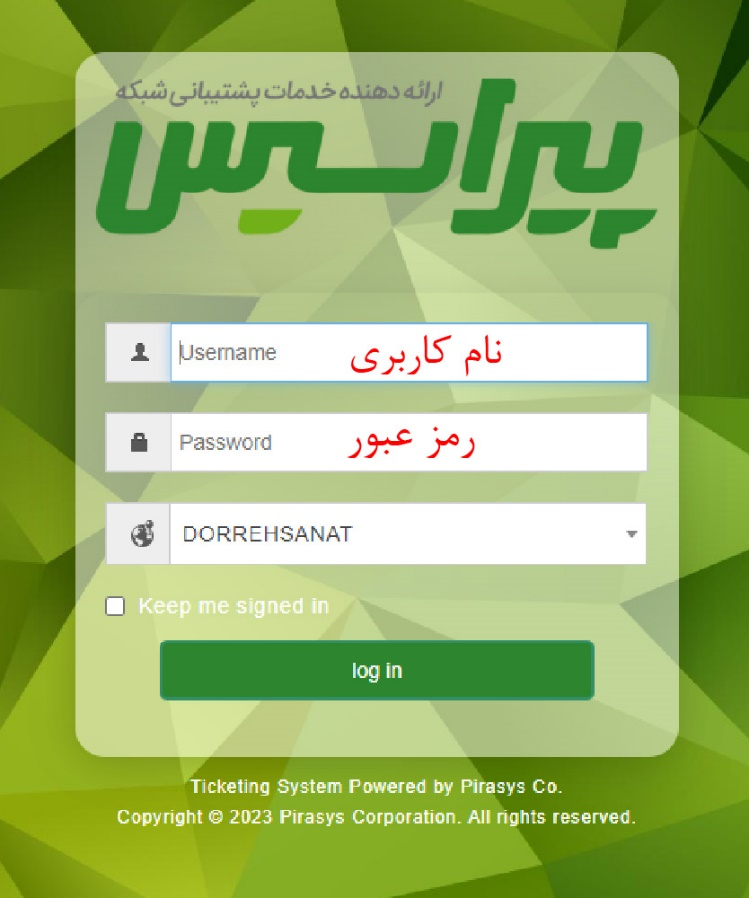 ارائه دهنده خدمات پشتیبانی شبکه
پیراسیس
Username نام کاربری
Password رمز عبور
DORREHSANAT
Keep me signed in
log in
Ticketing System Powered by Pirasys Co.
Copyright © 2023 Pirasys Corporation. All rights reserved.